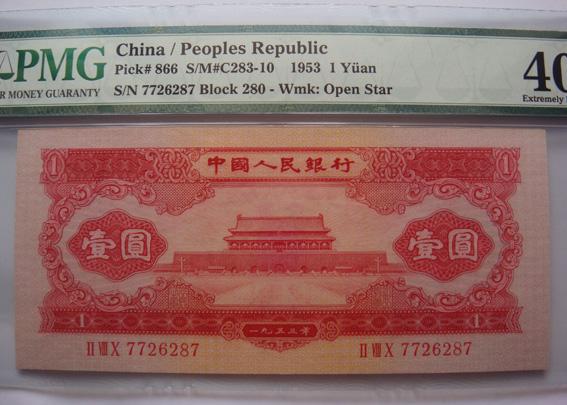 PMG
China / Peoples Republic
Pick# 866 S/M#C283-10 1953 1 Yüan
S/N 7726287 Block 280 - Wmk: Open Star
40
Extremely
R MONEY GUARANTY
1 中國人民銀行 1
壹圓 壹圓
1 一九五三年 1
II VIII X 7726287 II VIII X 7726287